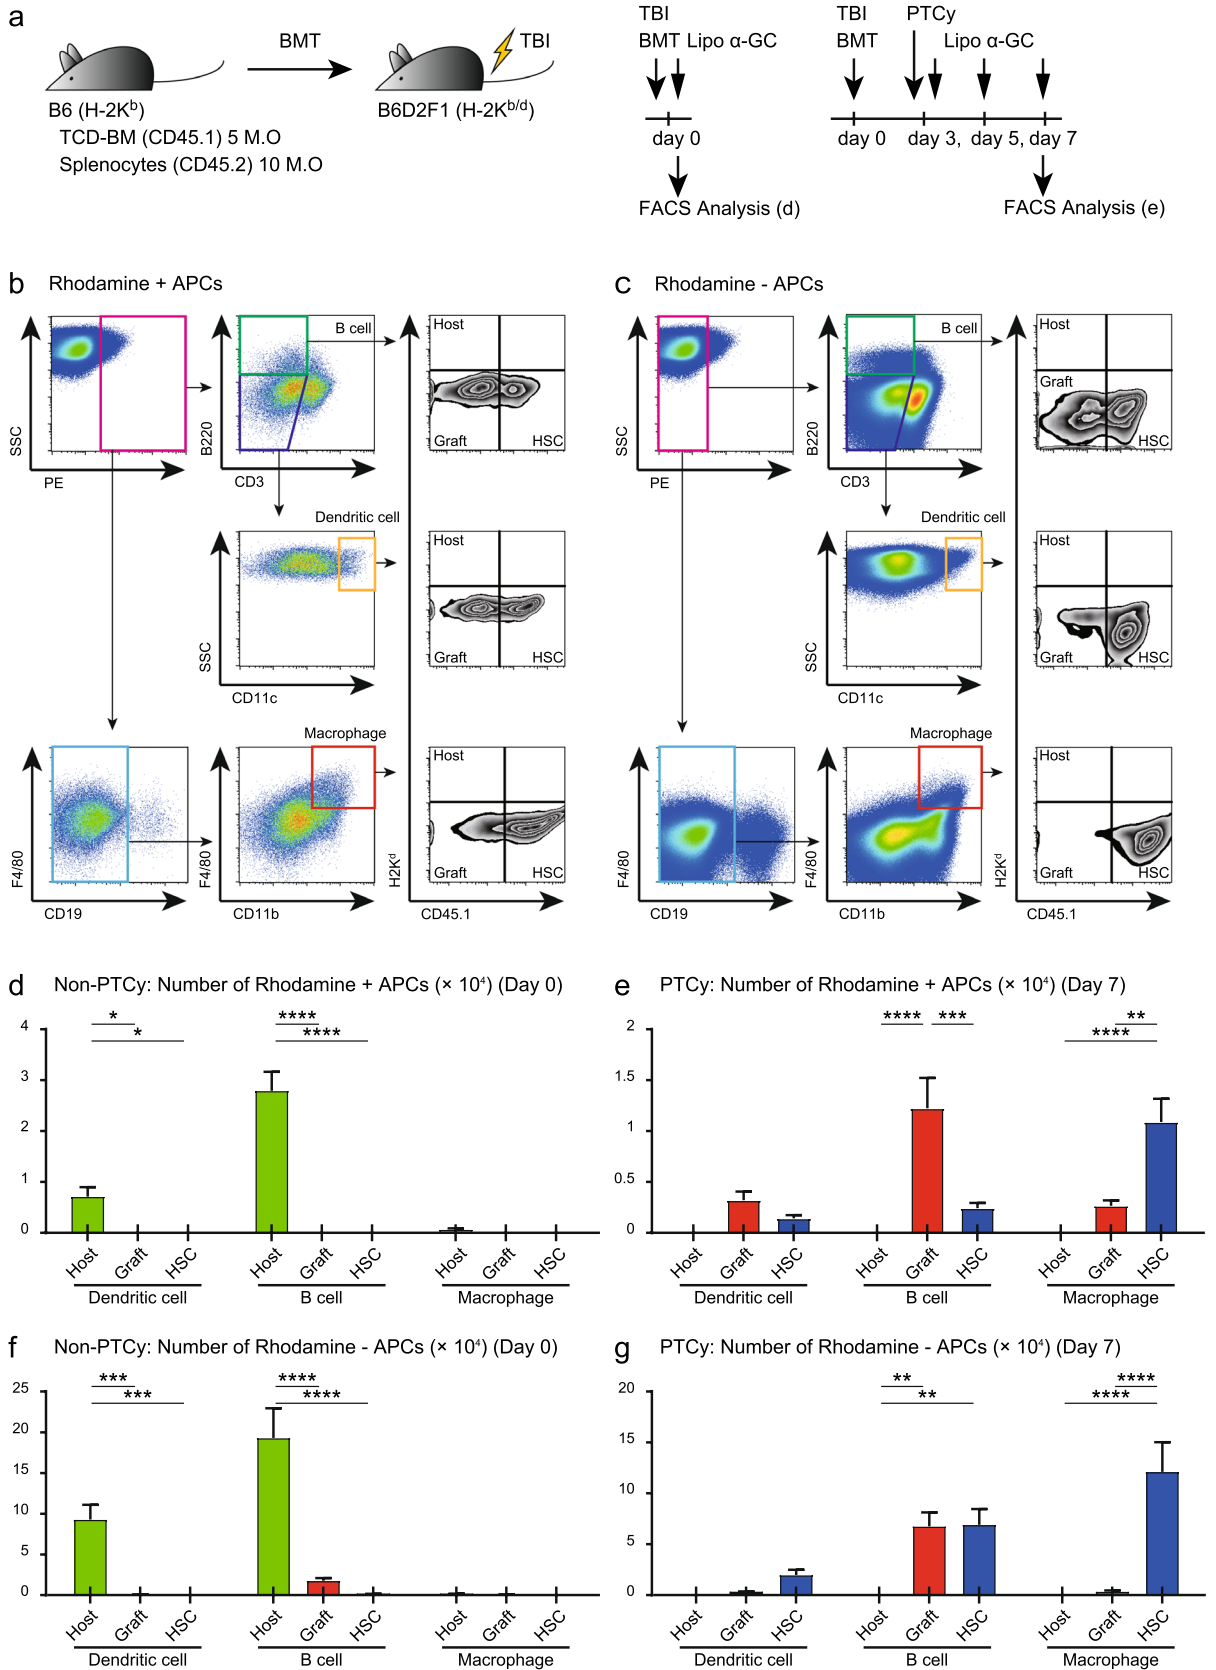 a
BMT
TBI
B6 (H-2Kᵇ)
B6D2F1 (H-2Kᵇ/ᵈ)
TCD-BM (CD45.1) 5 M.O
Splenocytes (CD45.2) 10 M.O
TBI
BMT Lipo α-GC
day 0
FACS Analysis (d)
TBI PTCy
BMT Lipo α-GC
day 0 day 3, day 5, day 7
FACS Analysis (e)
b Rhodamine + APCs
SSC
PE
B220
CD3
B cell
Host
Graft HSC
Dendritic cell
SSC
CD11c
Host
Graft HSC
Macrophage
F4/80
CD19
F4/80
CD11b
Host
Graft HSC
H2Kᵈ
CD45.1
c Rhodamine - APCs
SSC
PE
B220
CD3
B cell
Host
Graft
HSC
Dendritic cell
SSC
CD11c
Host
Graft HSC
Macrophage
F4/80
CD19
F4/80
CD11b
Host
Graft HSC
H2Kᵈ
CD45.1
d Non-PTCy: Number of Rhodamine + APCs (× 10⁴) (Day 0)
4
3
2
1
0
* ****
* ****
Host Graft HSC Host Graft HSC Host Graft HSC
Dendritic cell B cell Macrophage
e PTCy: Number of Rhodamine + APCs (× 10⁴) (Day 7)
2
1.5
1
0.5
0
**** *** **
****
Host Graft HSC Host Graft HSC Host Graft HSC
Dendritic cell B cell Macrophage
f Non-PTCy: Number of Rhodamine - APCs (× 10⁴) (Day 0)
25
20
15
10
5
0
*** ****
*** ****
Host Graft HSC Host Graft HSC Host Graft HSC
Dendritic cell B cell Macrophage
g PTCy: Number of Rhodamine - APCs (× 10⁴) (Day 7)
20
15
10
5
0
** ****
** ****
Host Graft HSC Host Graft HSC Host Graft HSC
Dendritic cell B cell Macrophage